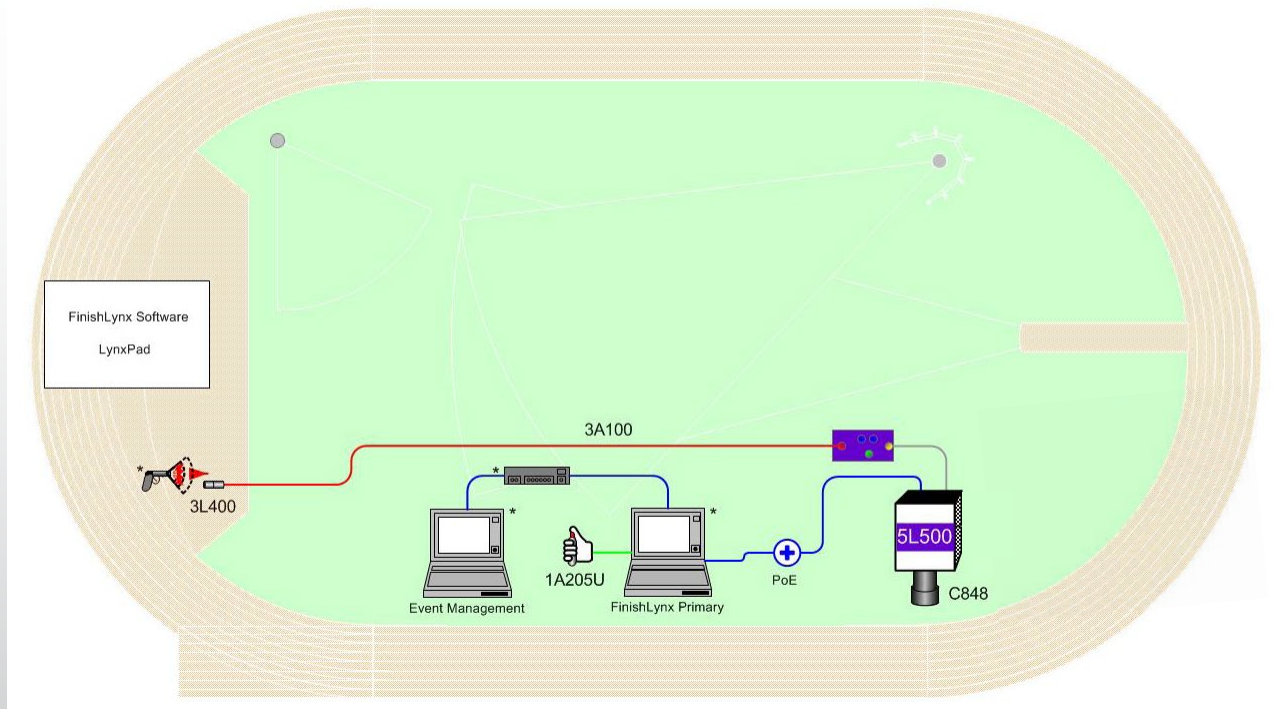 FinishLynx Software
LynxPad
3A100
*
*
3L400
*
*
5L500
1A205U
PoE
C848
Event Management
FinishLynx Primary